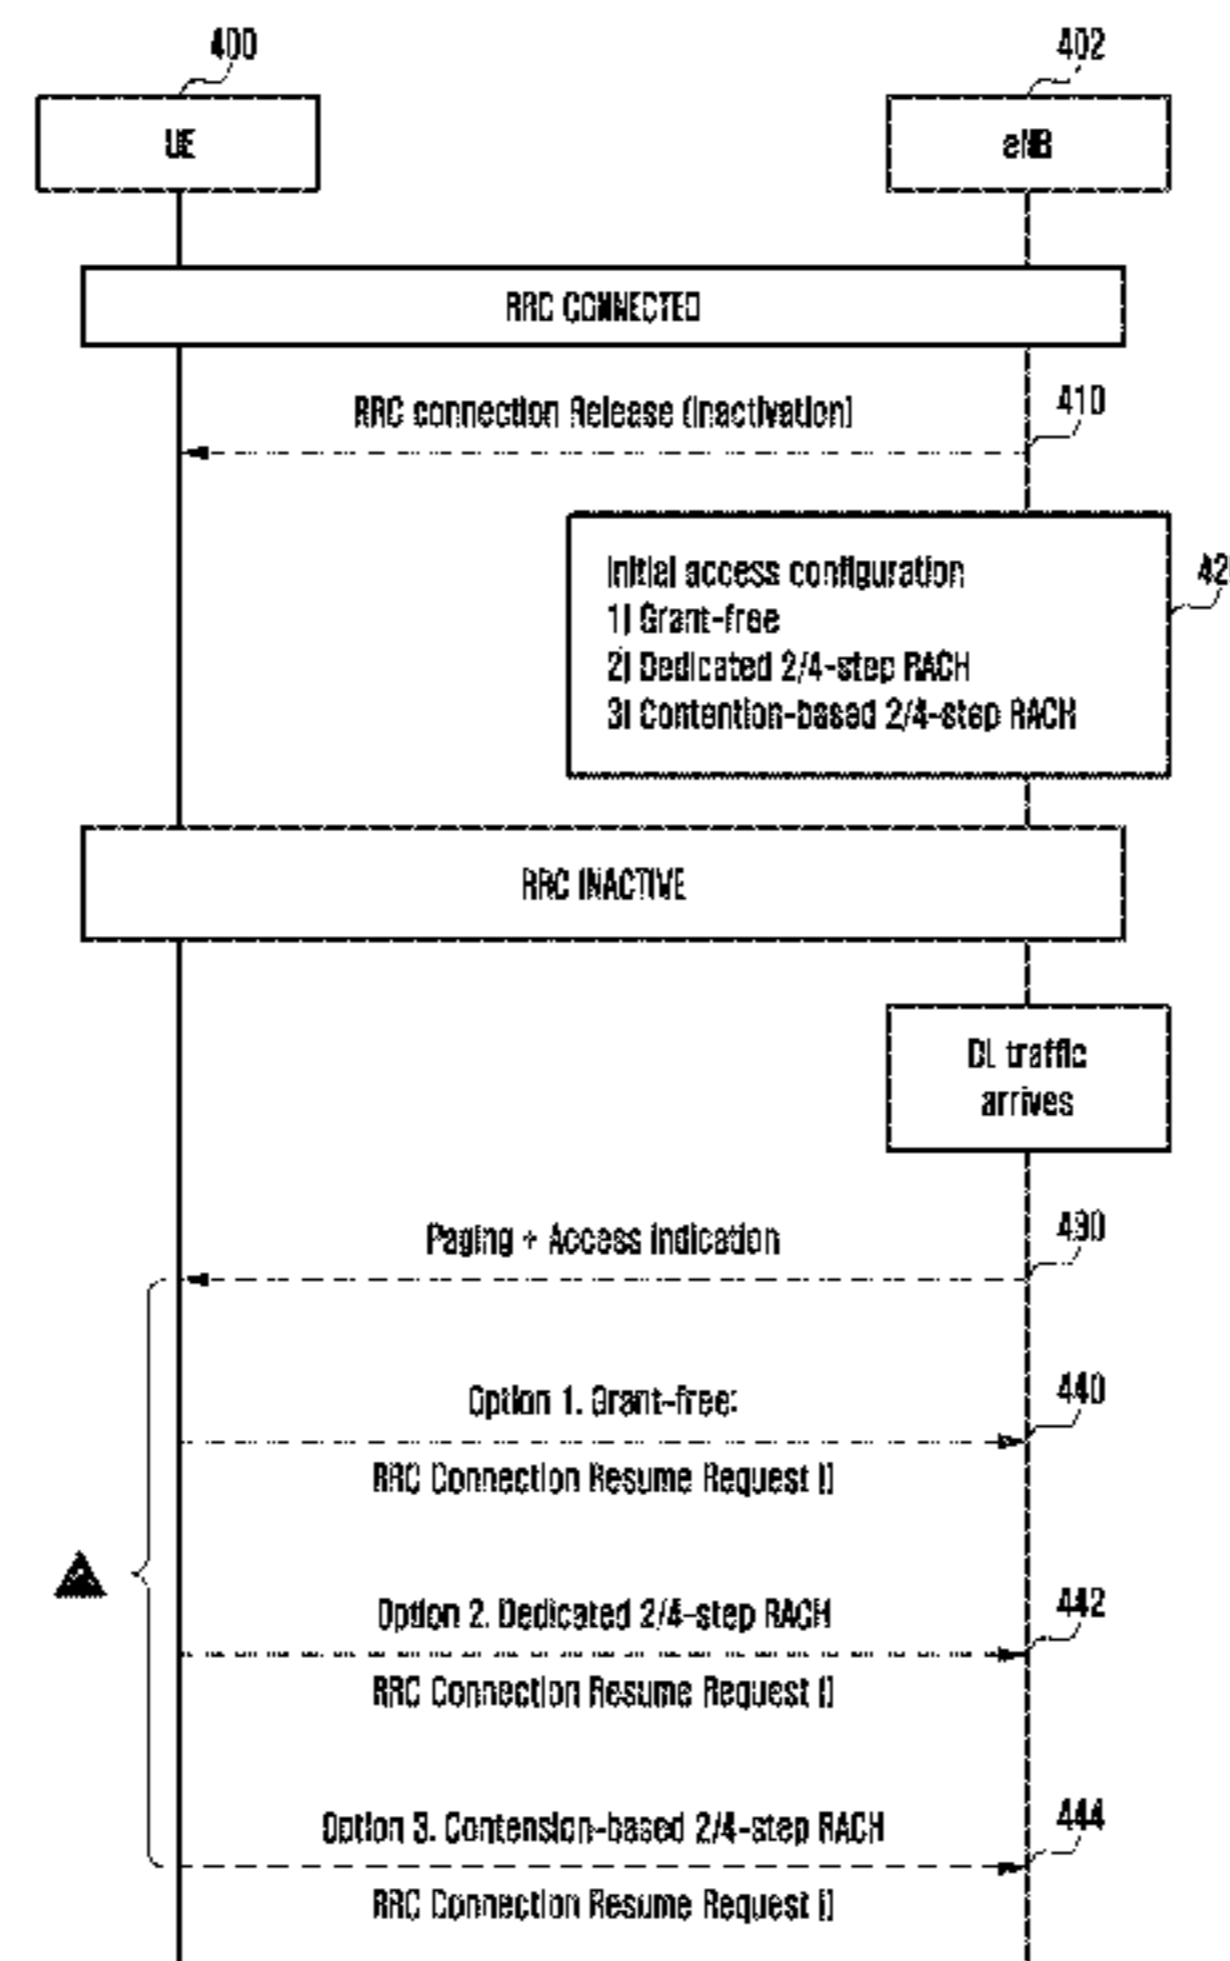 400
402
UE
eNB
RRC CONNECTED
RRC connection Release (Inactivation)
410
Initial access configuration
1) Grant-free
2) Dedicated 2/4-step RACH
3) Contention-based 2/4-step RACH
42
RRC INACTIVE
DL traffic
arrives
Paging + Access indication
430
Option 1. Grant-free:
440
RRC Connection Resume Request ()
Option 2. Dedicated 2/4-step RACH
442
RRC Connection Resume Request ()
Option 3. Contension-based 2/4-step RACH
444
RRC Connection Resume Request ()